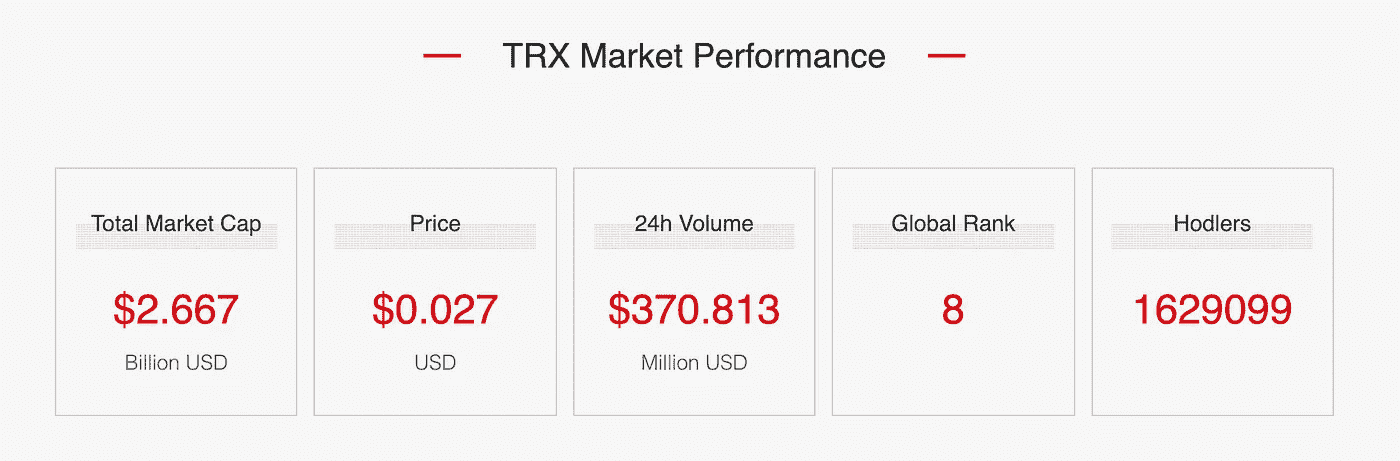 TRX Market Performance
Total Market Cap
$2.667
Billion USD
Price
$0.027
USD
24h Volume
$370.813
Million USD
Global Rank
8
Hodlers
1629099